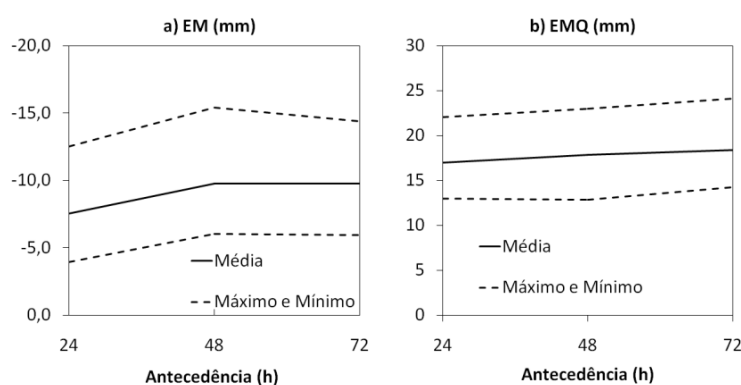 a) EM (mm)
-20,0
-15,0
-10,0
-5,0
0,0
24
48
72
Média
Máximo e Mínimo
Antecedência (h)
b) EMQ (mm)
30
25
20
15
10
5
0
24
48
72
Média
Máximo e Mínimo
Antecedência (h)